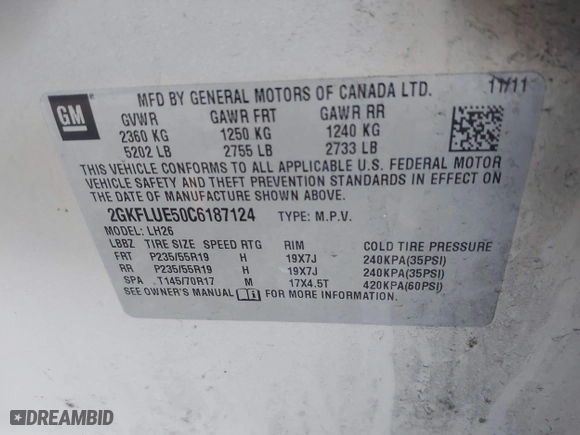 GM
MFD BY GENERAL MOTORS OF CANADA LTD. 11/11
GVWR GAWR FRT GAWR RR
2360 KG 1250 KG 1240 KG
5202 LB 2755 LB 2733 LB
THIS VEHICLE CONFORMS TO ALL APPLICABLE U.S. FEDERAL MOTOR
VEHICLE SAFETY AND THEFT PREVENTION STANDARDS IN EFFECT ON
THE DATE OF MANUFACTURE SHOWN ABOVE.
2GKFLUE50C6187124 TYPE: M.P.V.
MODEL: LH26
LBBZ TIRE SIZE SPEED RTG RIM COLD TIRE PRESSURE
FRT P235/55R19 H 19X7J 240KPA(35PSI)
RR P235/55R19 H 19X7J 240KPA(35PSI)
SPA T145/70R17 M 17X4.5T 420KPA(60PSI)
SEE OWNER'S MANUAL FOR MORE INFORMATION
DREAMBID